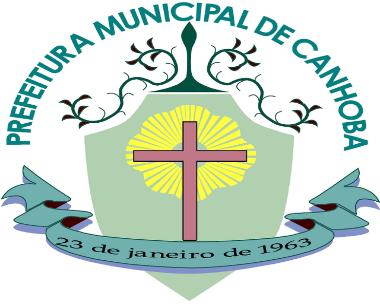 PREFEITURA MUNICIPAL DE CANHOBA
23 de janeiro de 1963